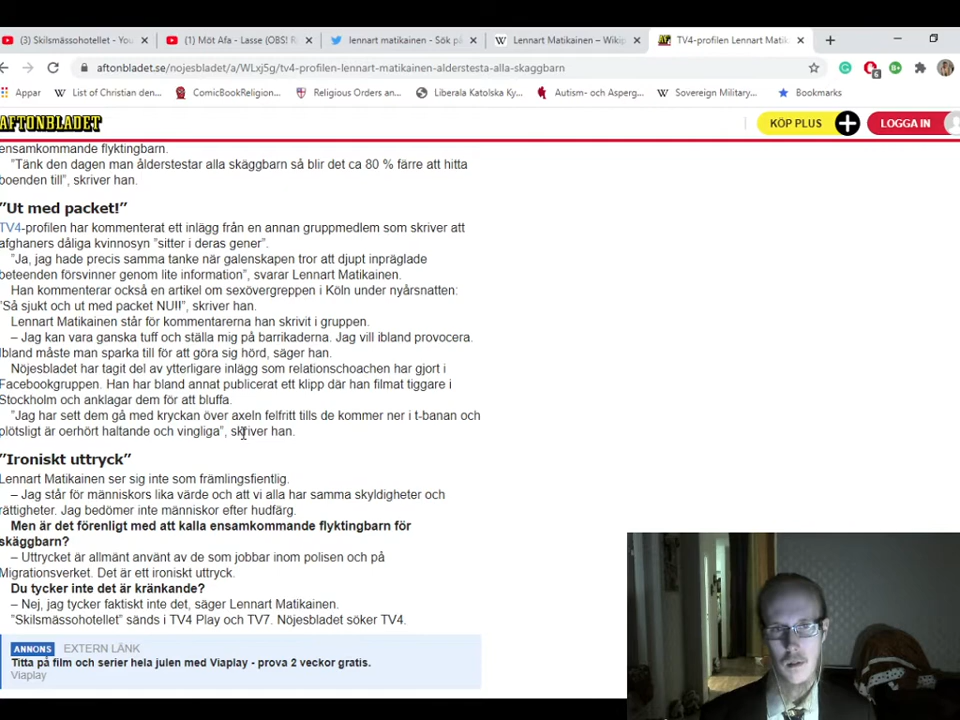 (3) Skilsmässohotellet - You
(1) Möt Afa - Lasse (OBS! R
lennart matikainen - Sök på
Lennart Matikainen – Wikip
TV4-profilen Lennart Matik
aftonbladet.se/nojesbladet/a/WLxj5g/tv4-profilen-lennart-matikainen-alderstesta-alla-skaggbarn
Appar
List of Christian den...
ComicBookReligion...
Religious Orders an...
Liberala Katolska Ky...
Autism- och Asperg...
Sovereign Military...
Bookmarks
AFTONBLADET
KÖP PLUS
LOGGA IN
ensamkommande flyktingbarn.
"Tänk den dagen man ålderstestar alla skäggbarn så blir det ca 80 % färre att hitta
boenden till", skriver han.
"Ut med packet!"
TV4-profilen har kommenterat ett inlägg från en annan gruppmedlem som skriver att
afghaners dåliga kvinnosyn "sitter i deras gener".
"Ja, jag hade precis samma tanke när galenskapen tror att djupt inpräglade
beteenden försvinner genom lite information", svarar Lennart Matikainen.
Han kommenterar också en artikel om sexövergreppen i Köln under nyårsnatten:
"Så sjukt och ut med packet NU!!", skriver han.
Lennart Matikainen står för kommentarerna han skrivit i gruppen.
– Jag kan vara ganska tuff och ställa mig på barrikaderna. Jag vill ibland provocera.
Ibland måste man sparka till för att göra sig hörd, säger han.
Nöjesbladet har tagit del av ytterligare inlägg som relationschoachen har gjort i
Facebookgruppen. Han har bland annat publicerat ett klipp där han filmat tiggare i
Stockholm och anklagar dem för att bluffa.
"Jag har sett dem gå med kryckan över axeln felfritt tills de kommer ner i t-banan och
plötsligt är oerhört haltande och vingliga", skriver han.
"Ironiskt uttryck"
Lennart Matikainen ser sig inte som främlingsfientlig.
– Jag står för människors lika värde och att vi alla har samma skyldigheter och
rättigheter. Jag bedömer inte människor efter hudfärg.
Men är det förenligt med att kalla ensamkommande flyktingbarn för
skäggbarn?
– Uttrycket är allmänt använt av de som jobbar inom polisen och på
Migrationsverket. Det är ett ironiskt uttryck.
Du tycker inte det är kränkande?
– Nej, jag tycker faktiskt inte det, säger Lennart Matikainen.
"Skilsmässohotellet" sänds i TV4 Play och TV7. Nöjesbladet söker TV4.
ANNONS EXTERN LÄNK
Titta på film och serier hela julen med Viaplay - prova 2 veckor gratis.
Viaplay